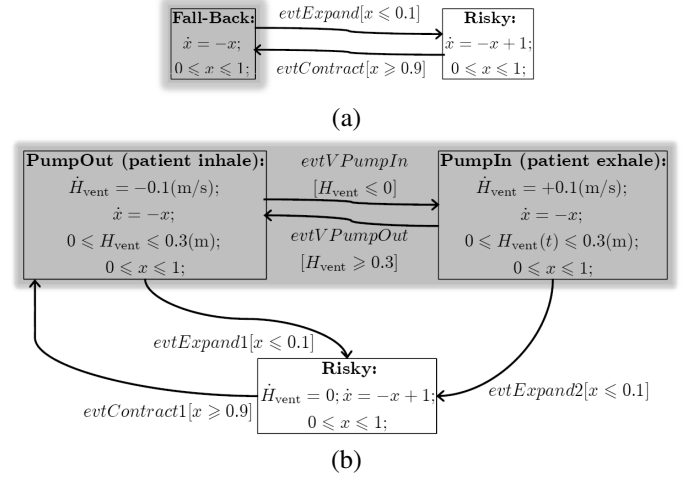 Fall-Back:
ẋ = −x;
0 ⩽ x ⩽ 1;
evtExpand[x ⩽ 0.1]
evtContract[x ⩾ 0.9]
Risky:
ẋ = −x + 1;
0 ⩽ x ⩽ 1;
(a)
PumpOut (patient inhale):
Ḣvent = −0.1(m/s);
ẋ = −x;
0 ⩽ Hvent ⩽ 0.3(m);
0 ⩽ x ⩽ 1;
evtVPumpIn
[Hvent ⩽ 0]
evtVPumpOut
[Hvent ⩾ 0.3]
PumpIn (patient exhale):
Ḣvent = +0.1(m/s);
ẋ = −x;
0 ⩽ Hvent(t) ⩽ 0.3(m);
0 ⩽ x ⩽ 1;
evtExpand1[x ⩽ 0.1]
evtContract1[x ⩾ 0.9]
Risky:
Ḣvent = 0; ẋ = −x + 1;
0 ⩽ x ⩽ 1;
evtExpand2[x ⩽ 0.1]
(b)